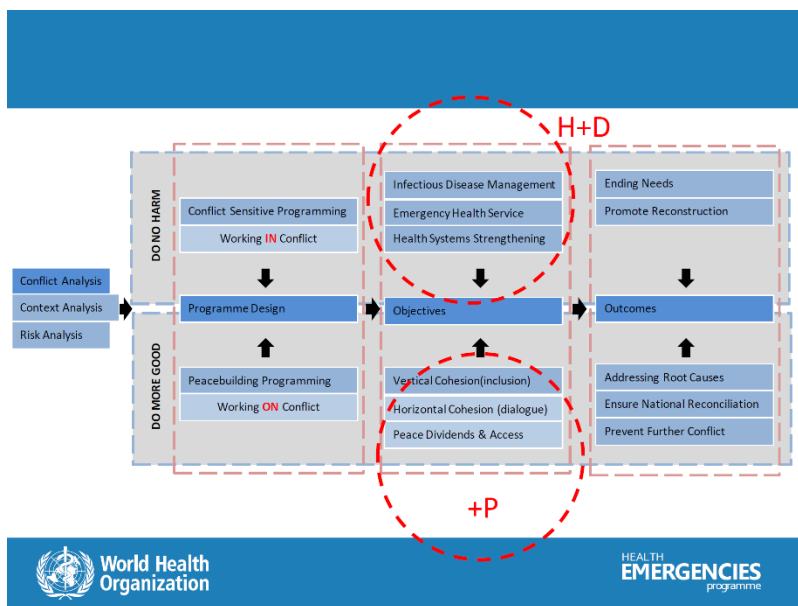 H+D
DO NO HARM
Conflict Sensitive Programming
Working IN Conflict
Infectious Disease Management
Emergency Health Service
Health Systems Strengthening
Ending Needs
Promote Reconstruction
Conflict Analysis
Context Analysis
Risk Analysis
Programme Design
Objectives
Outcomes
DO MORE GOOD
Peacebuilding Programming
Working ON Conflict
Vertical Cohesion(inclusion)
Horizontal Cohesion (dialogue)
Peace Dividends & Access
Addressing Root Causes
Ensure National Reconciliation
Prevent Further Conflict
+P
World Health
Organization
HEALTH
EMERGENCIES
programme